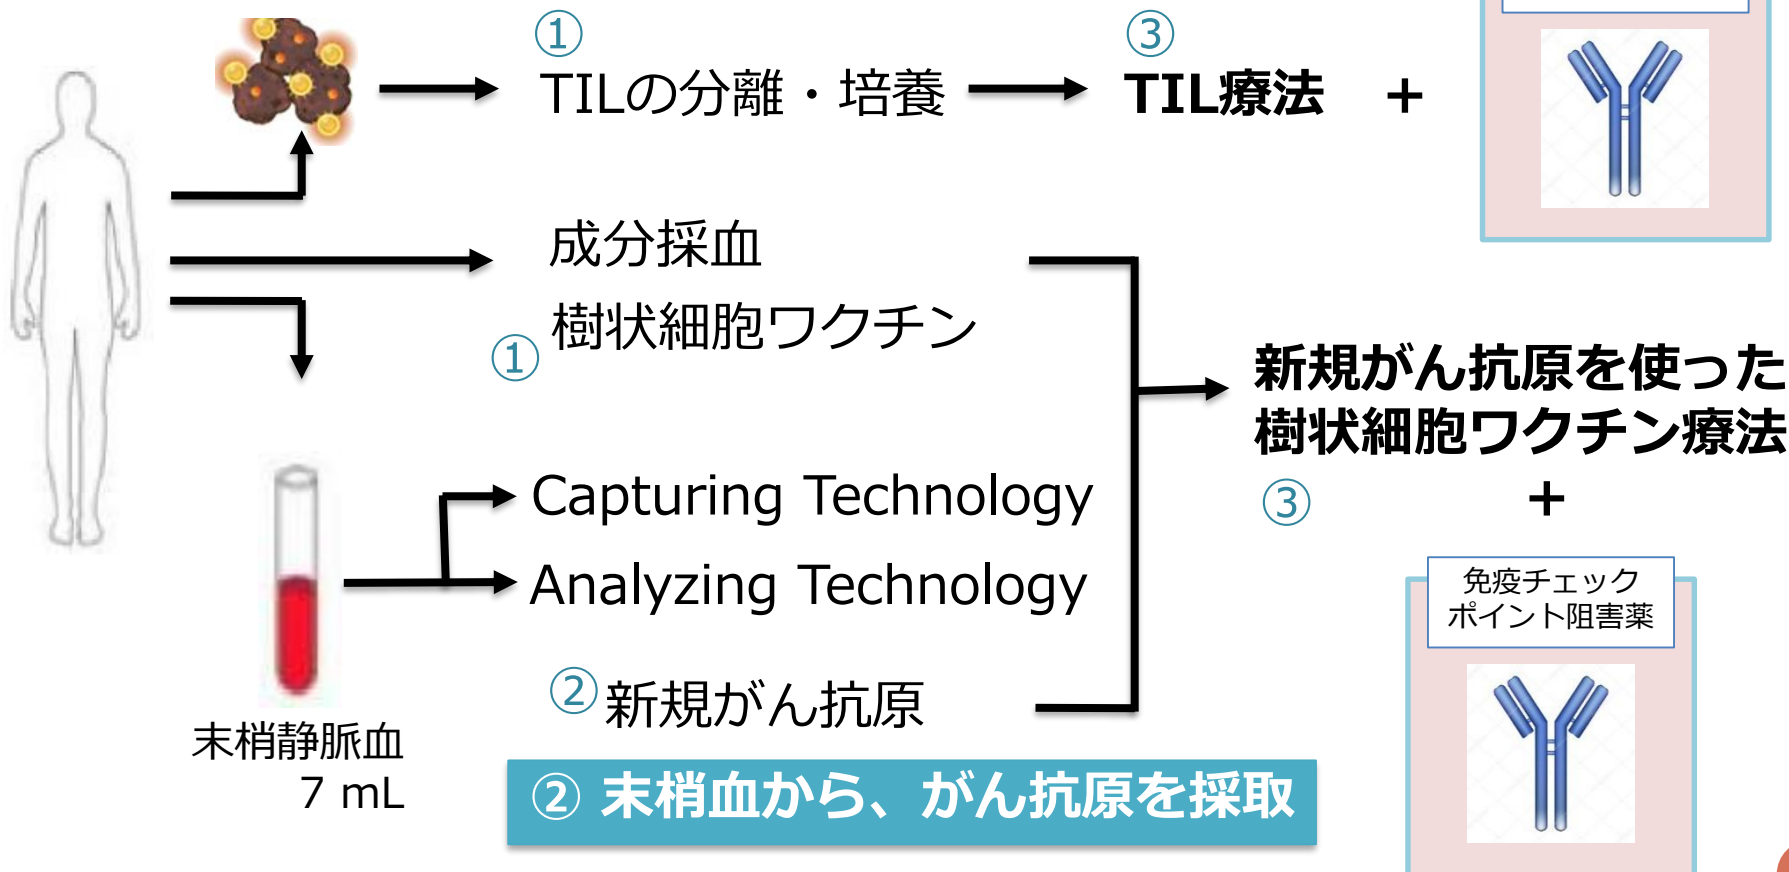 ①
TILの分離・培養
③
TIL療法 +
成分採血
樹状細胞ワクチン
①
新規がん抗原を使った
樹状細胞ワクチン療法
③
+
Capturing Technology
Analyzing Technology
免疫チェック
ポイント阻害薬
② 新規がん抗原
末梢静脈血
7 mL
② 末梢血から、がん抗原を採取